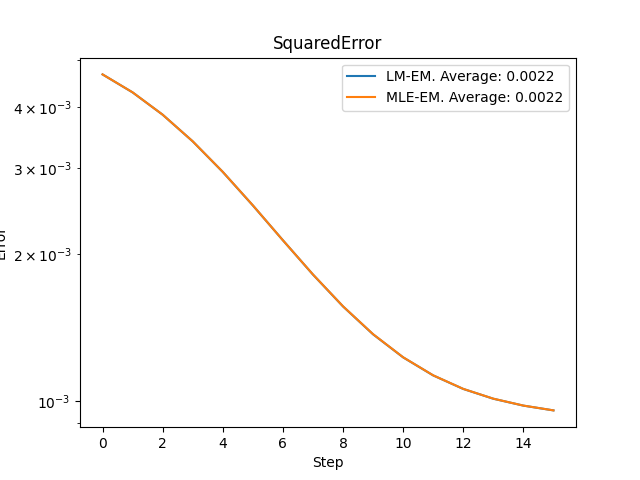 SquaredError
LM-EM. Average: 0.0022
MLE-EM. Average: 0.0022
4 × 10⁻³
3 × 10⁻³
2 × 10⁻³
10⁻³
Error
0 2 4 6 8 10 12 14
Step